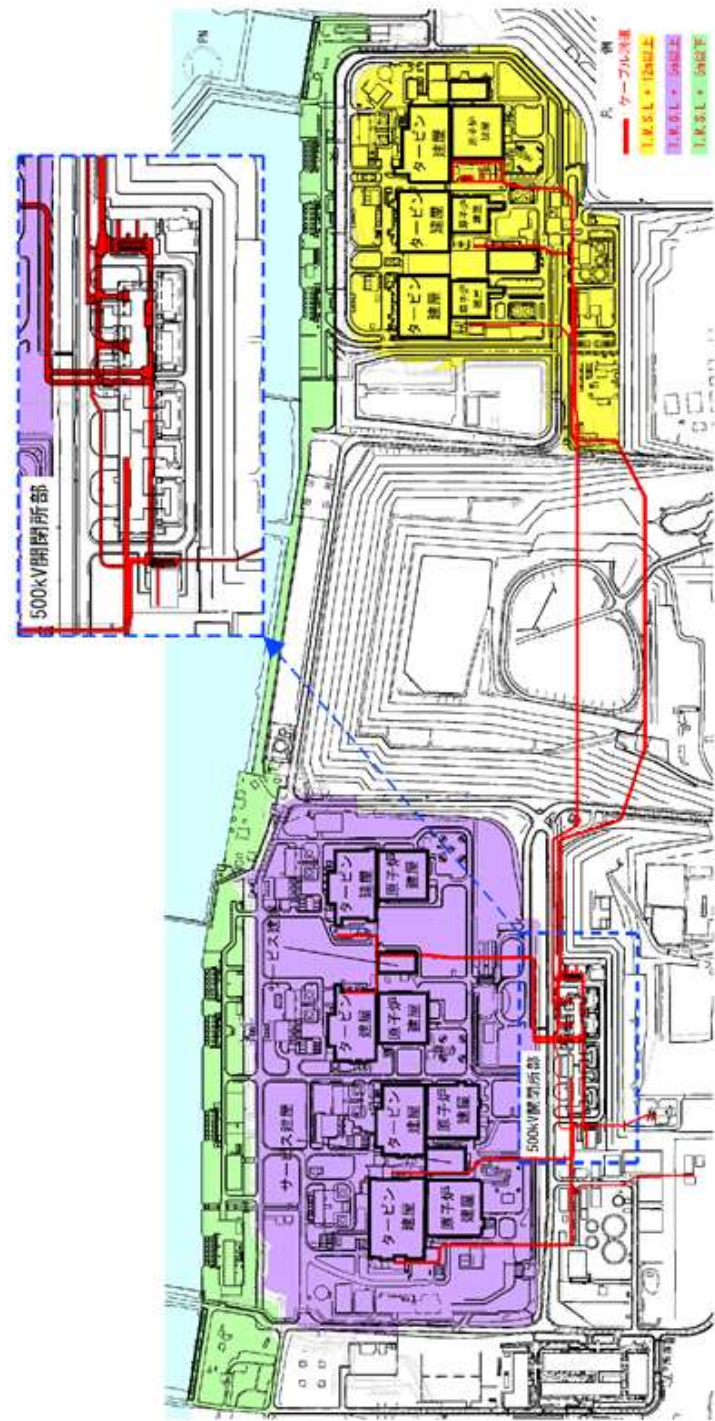 凡 例
ケーブル洞道
T.M.S.L + 12m以上
T.M.S.L + 5m以上
T.M.S.L + 5m以下
PN
500kV開閉所部
タービン
建屋
原子炉
建屋
タービン
建屋
原子炉
建屋
タービン
建屋
原子炉
建屋
タービン
建屋
原子炉
建屋
サービス建屋
タービン
建屋
原子炉
建屋
サービス建屋
タービン
建屋
原子炉
建屋
タービン
建屋
原子炉
建屋
500kV開閉所部